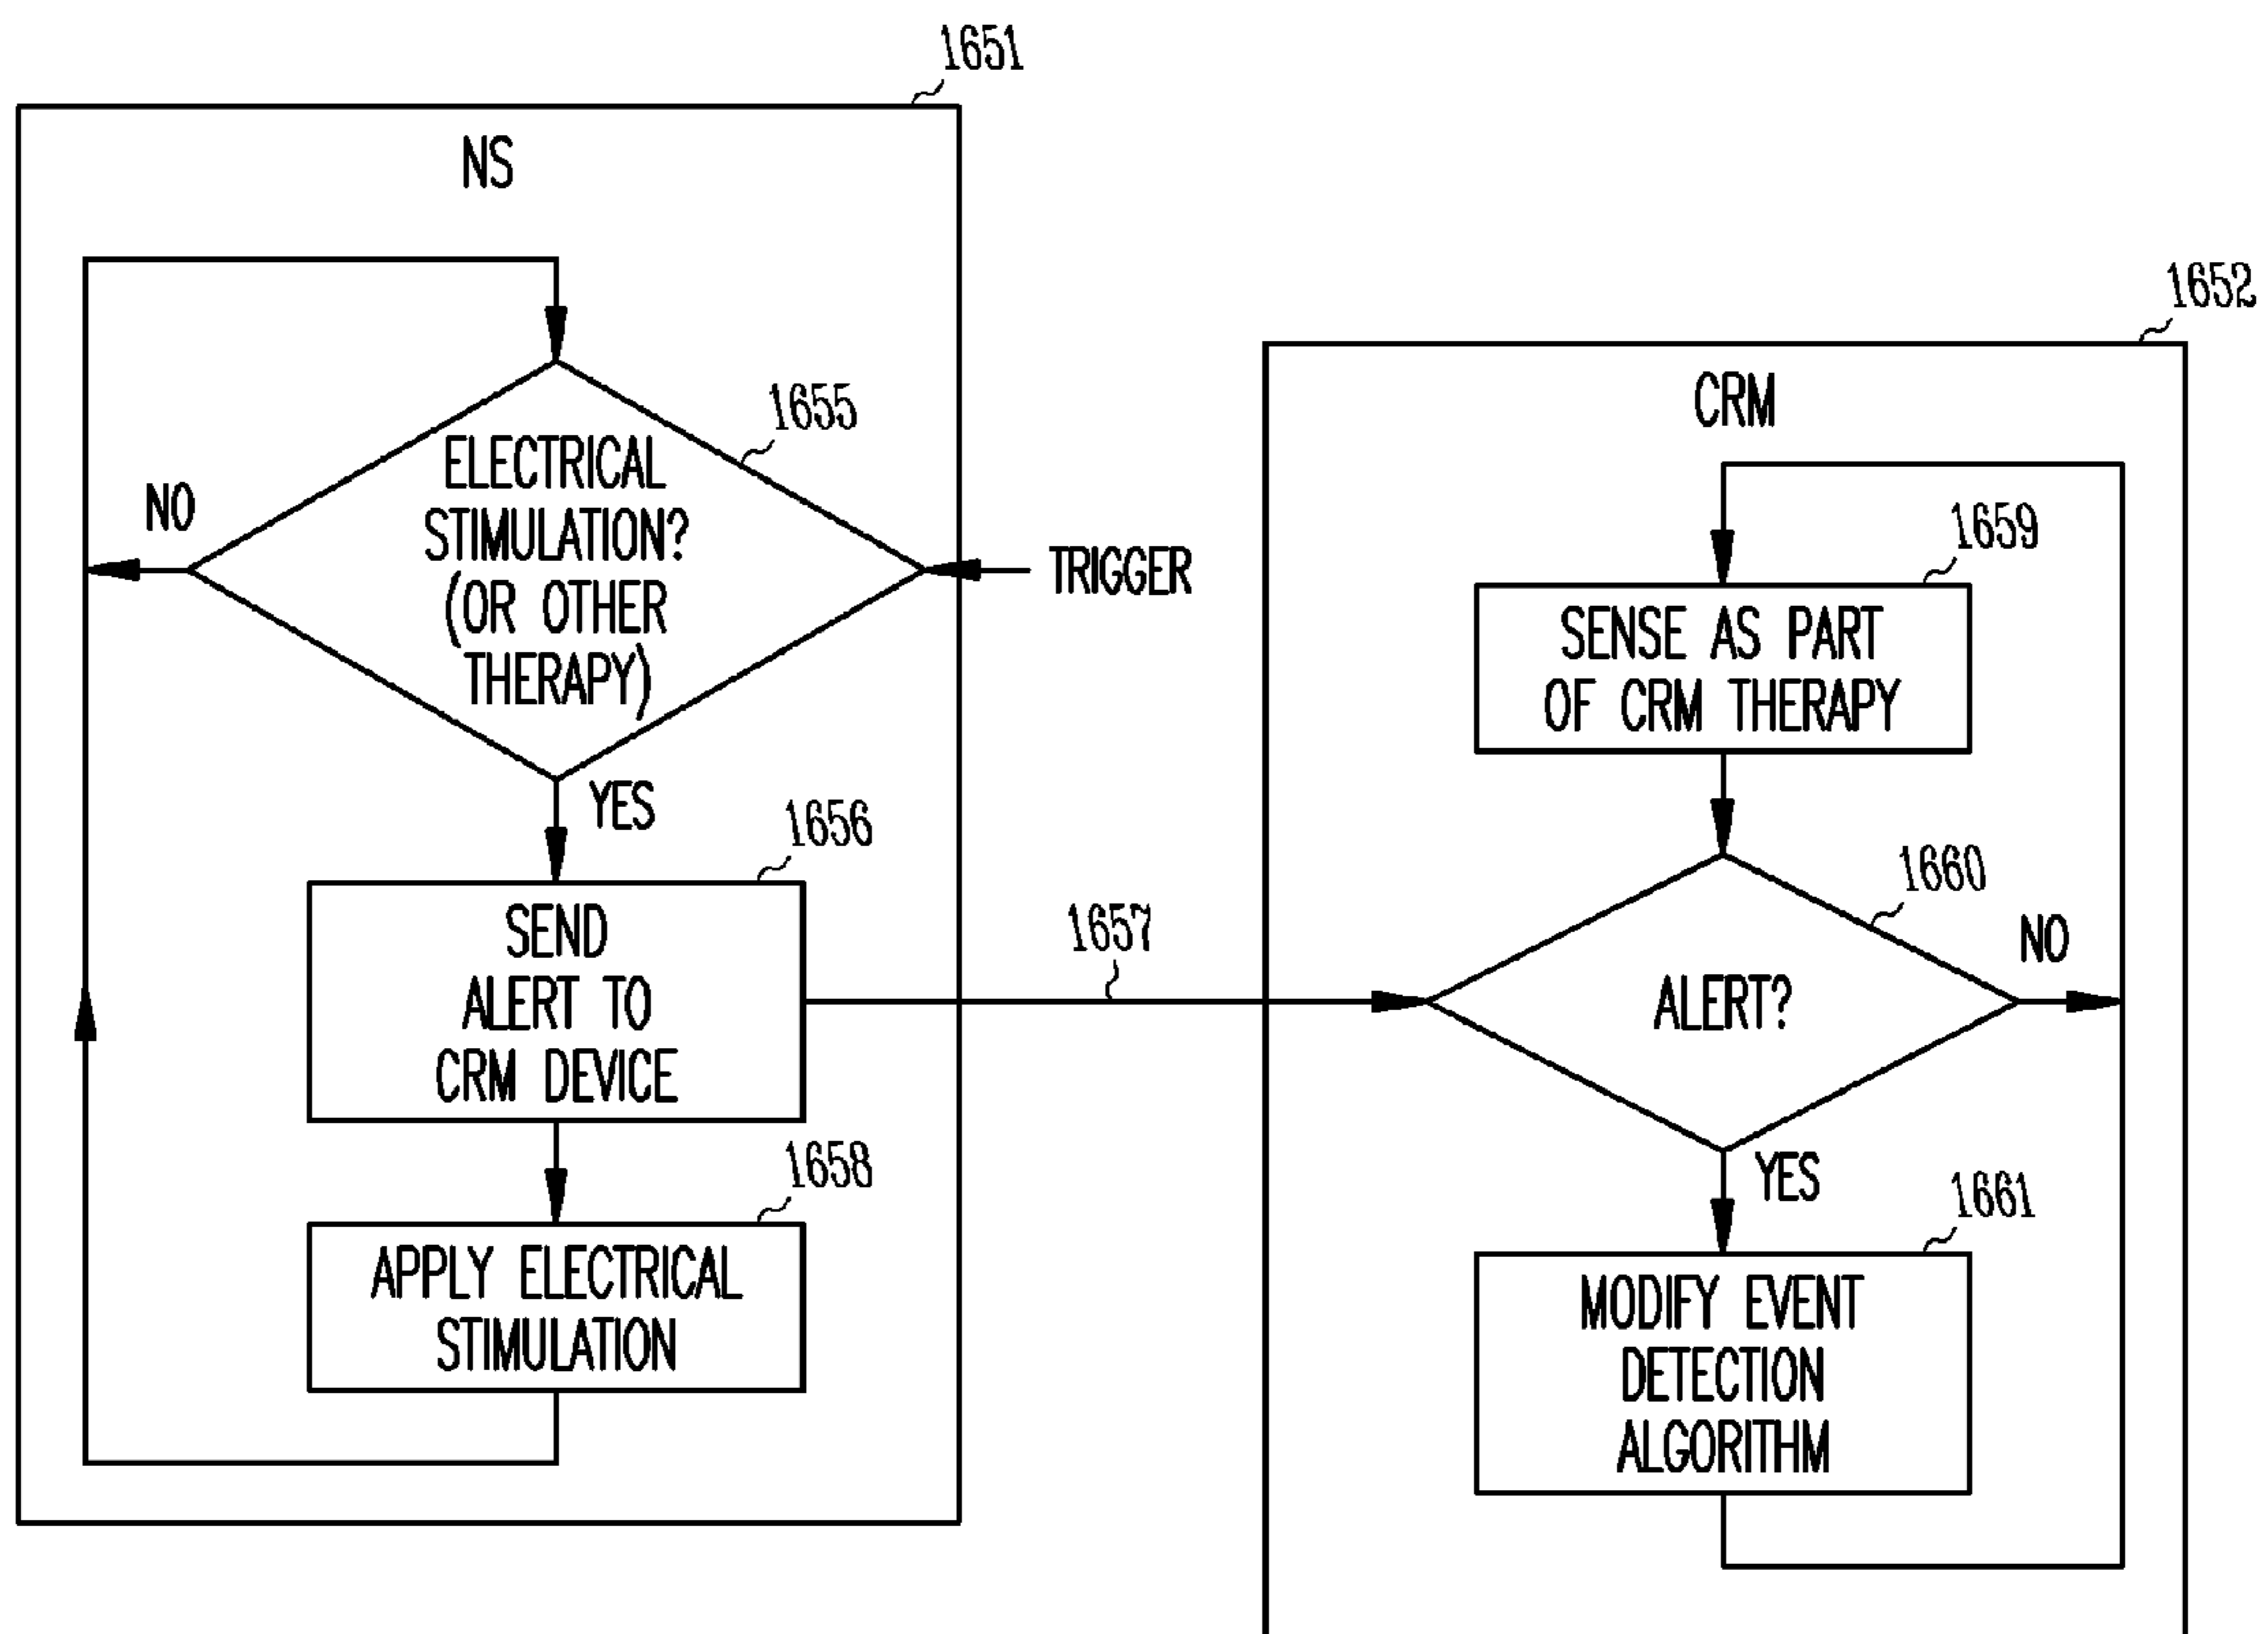 1651
NS
1655
ELECTRICAL
STIMULATION?
(OR OTHER
THERAPY)
NO
TRIGGER
YES
1656
SEND
ALERT TO
CRM DEVICE
1657
1658
APPLY ELECTRICAL
STIMULATION
1652
CRM
1659
SENSE AS PART
OF CRM THERAPY
1660
ALERT?
NO
YES
1661
MODIFY EVENT
DETECTION
ALGORITHM